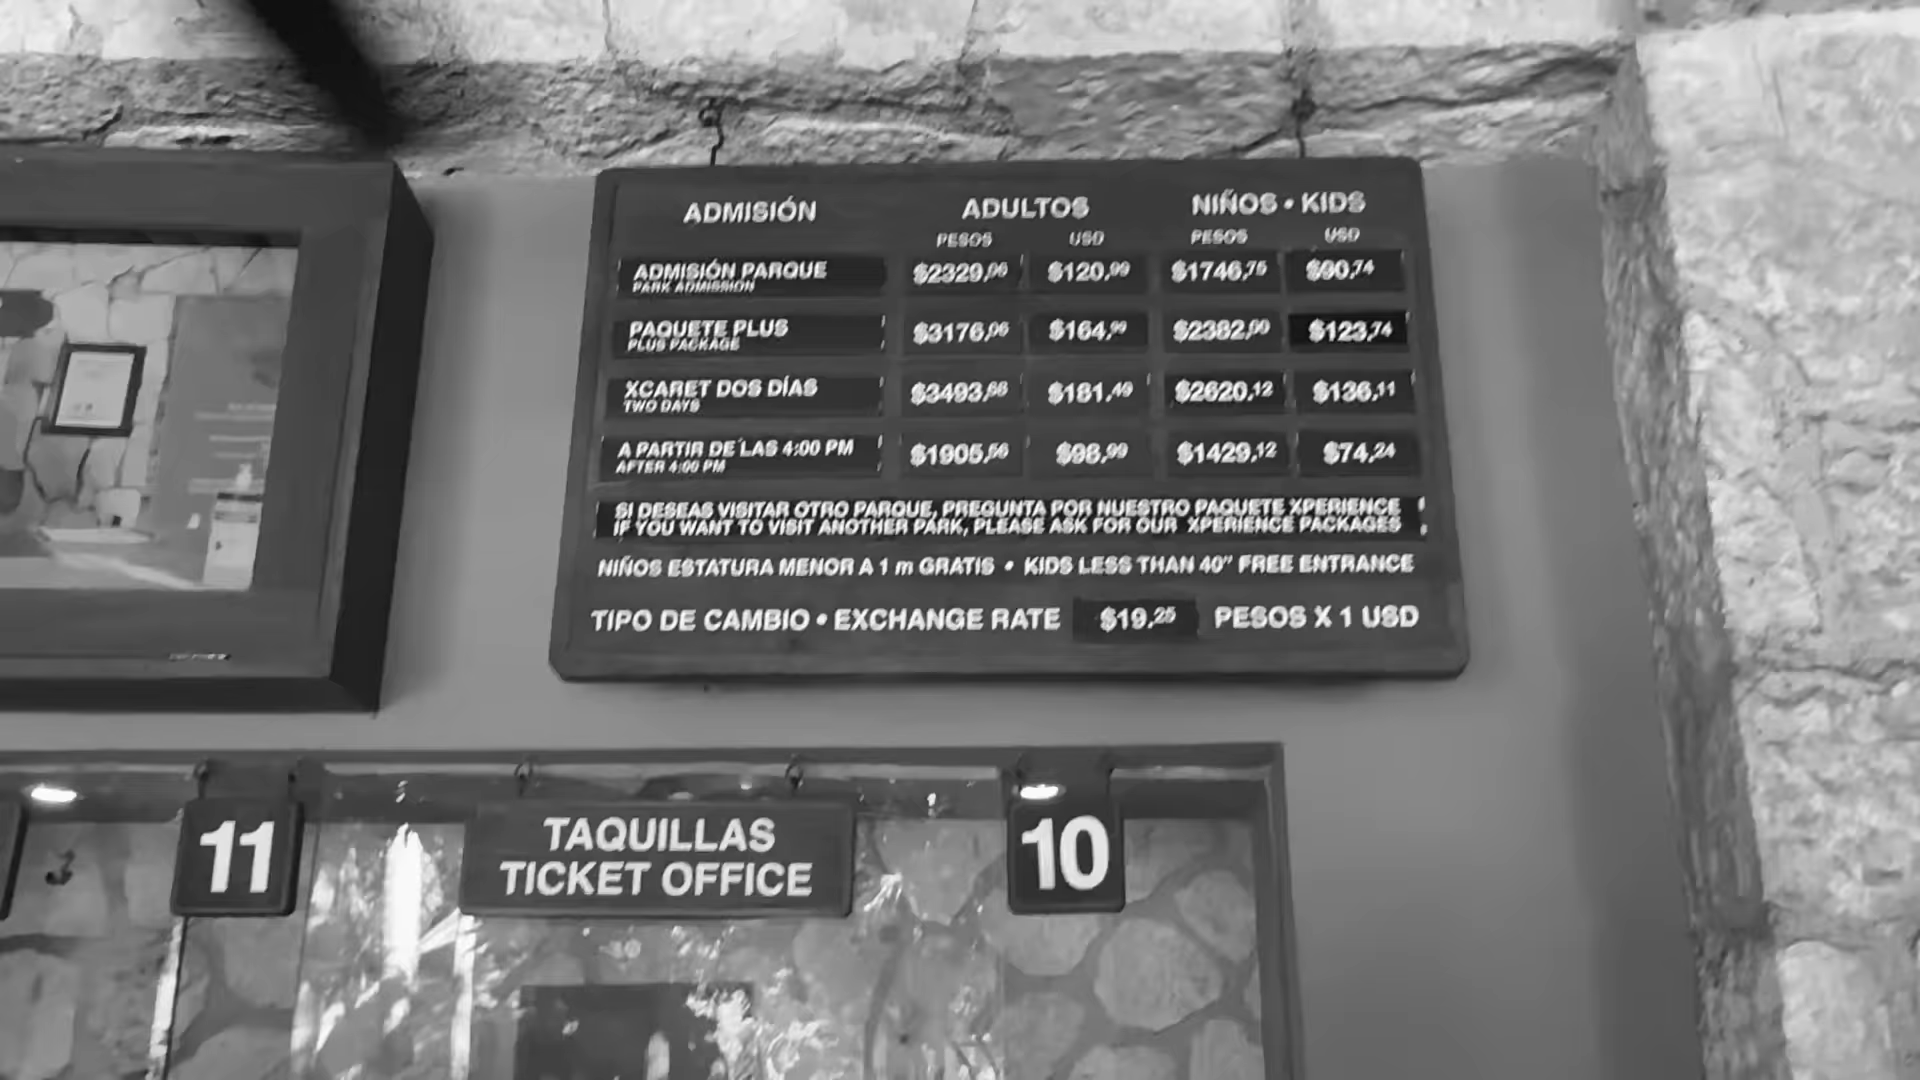 ADMISIÓN ADULTOS NIÑOS • KIDS
PESOS USD PESOS USD
ADMISIÓN PARQUE $2329.06 $120.99 $1746.75 $90.74
PARK ADMISSION
PAQUETE PLUS $3176.06 $164.99 $2382.00 $123.74
PLUS PACKAGE
XCARET DOS DÍAS $3493.68 $181.49 $2620.12 $136.11
TWO DAYS
A PARTIR DE LAS 4:00 PM $1905.56 $98.99 $1429.12 $74.24
AFTER 4:00 PM
SI DESEAS VISITAR OTRO PARQUE, PREGUNTA POR NUESTRO PAQUETE XPERIENCE
IF YOU WANT TO VISIT ANOTHER PARK, PLEASE ASK FOR OUR XPERIENCE PACKAGES
NIÑOS ESTATURA MENOR A 1 m GRATIS • KIDS LESS THAN 40" FREE ENTRANCE
TIPO DE CAMBIO • EXCHANGE RATE $19.25 PESOS X 1 USD
11
TAQUILLAS
TICKET OFFICE
10